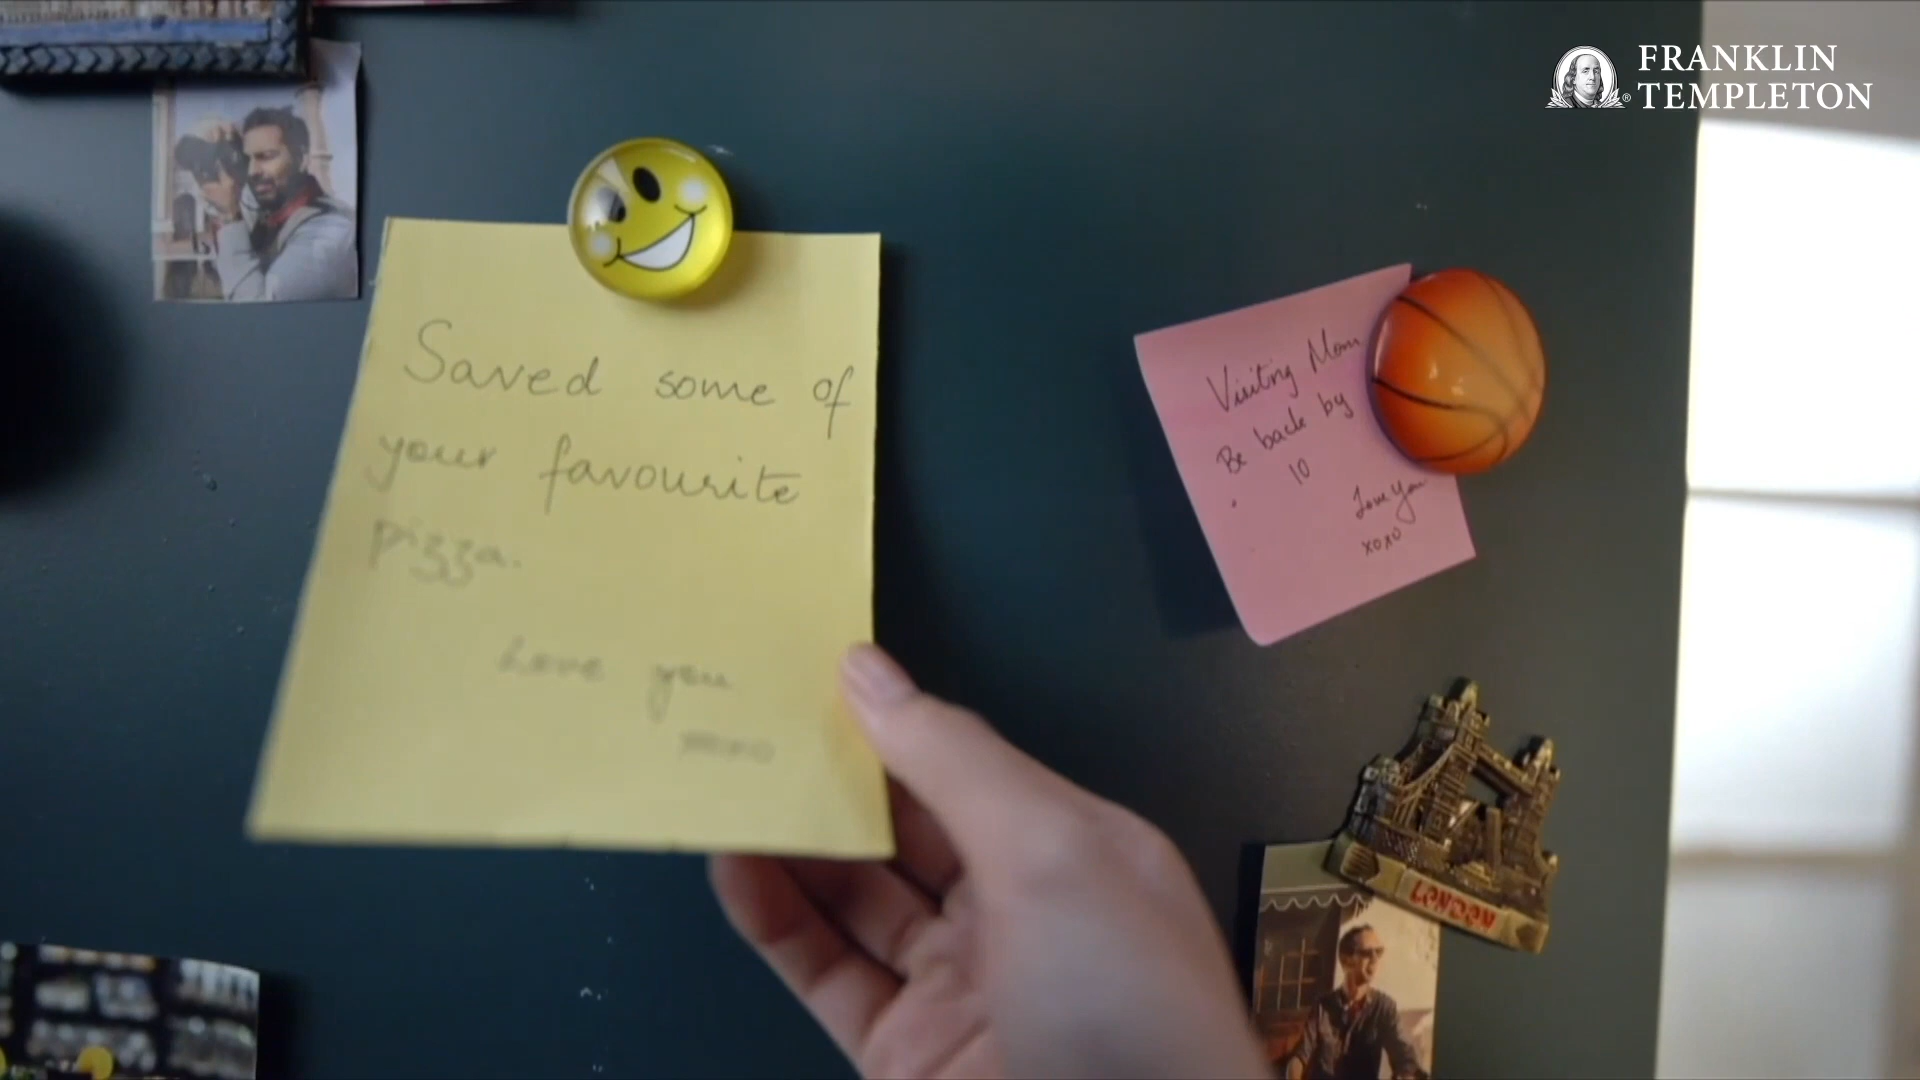 FRANKLIN
TEMPLETON
Saved some of
your favourite
pizza.
Love you
xoxo
Visiting Mom
Be back by
10
Love You
xoxo
LONDON